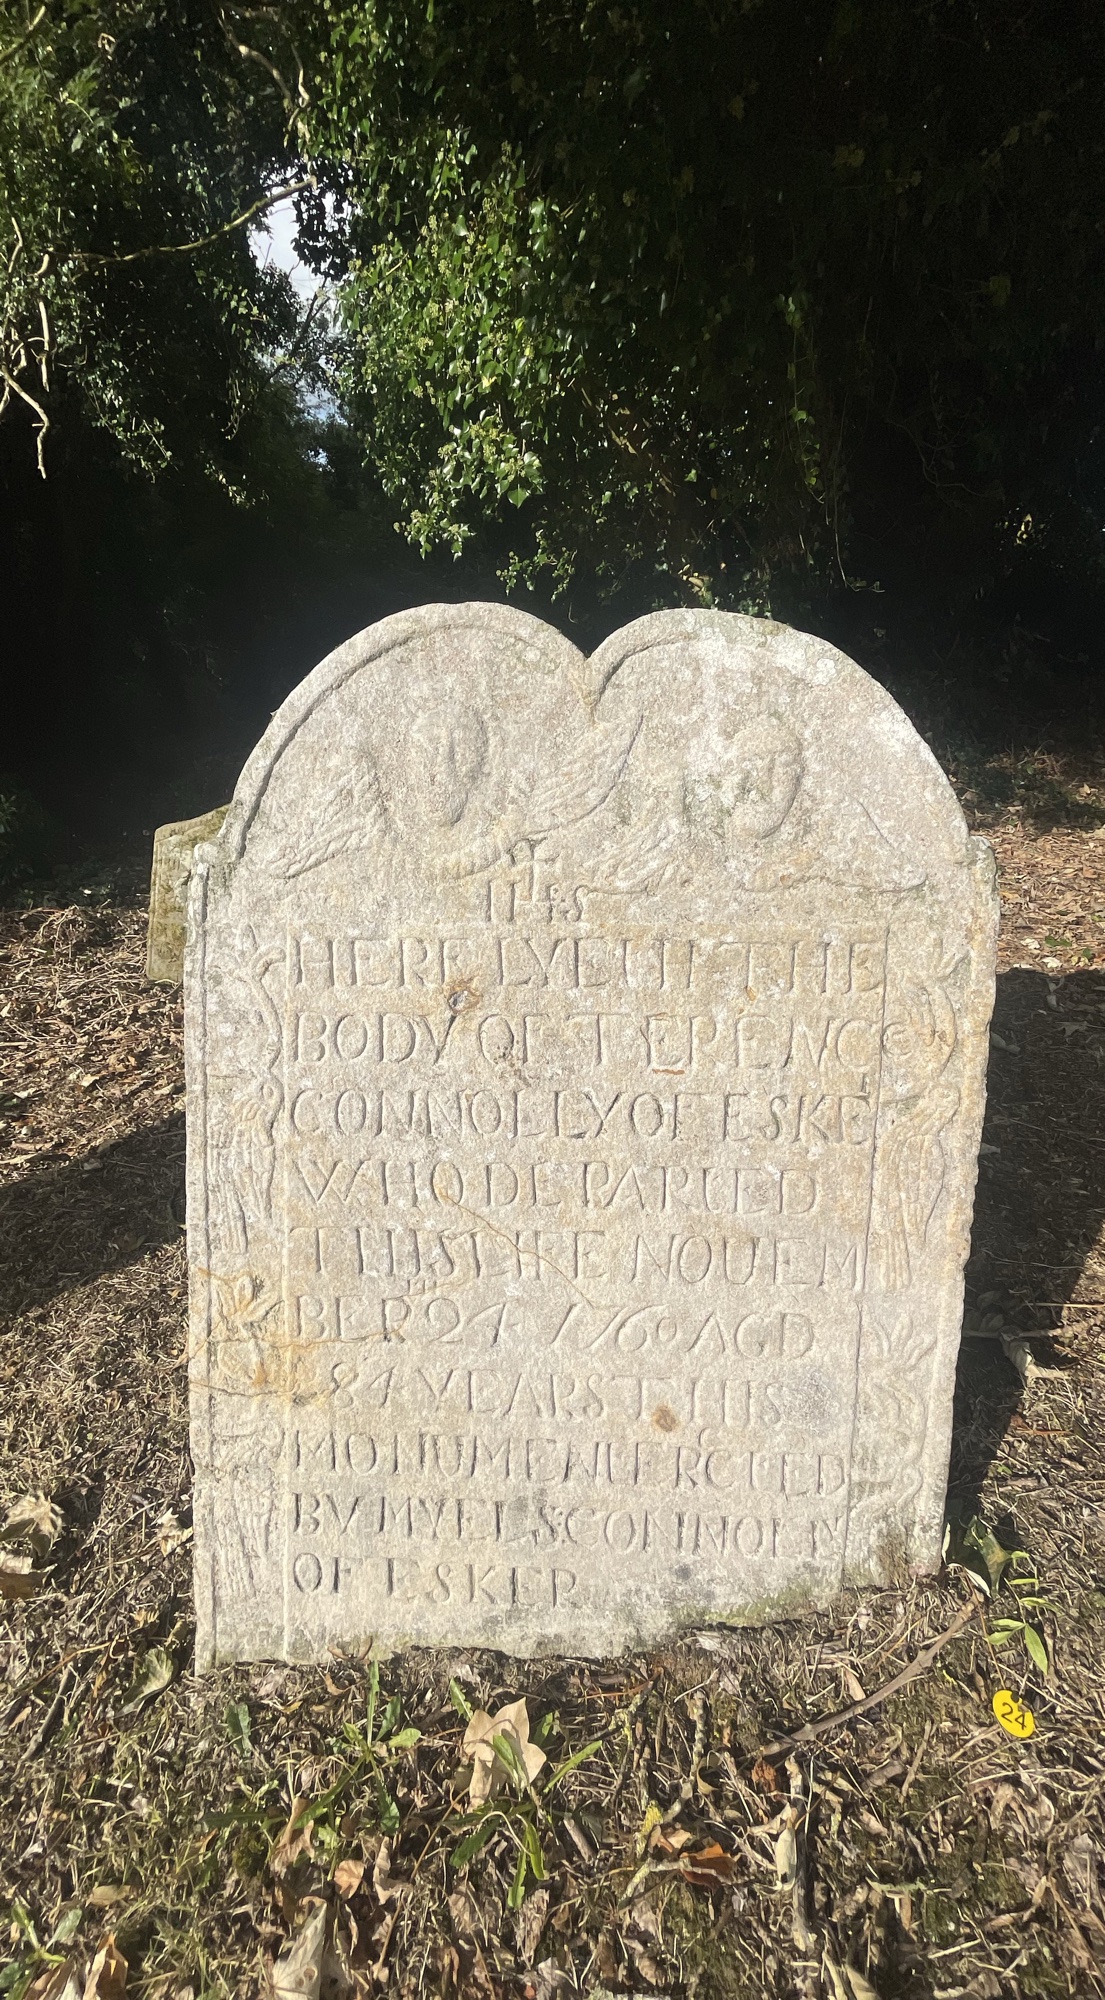 IHS
HERE LYETH THE
BODY OF TERENC
CONNOLLY OF ESKE
WHO DEPARTED
THIS LIFE NOUEM
BER 24 1760 AGD
84 YEARS THIS
MONUMENT ERCTED
BY MYELS CONNOLN
OF ESKER
24